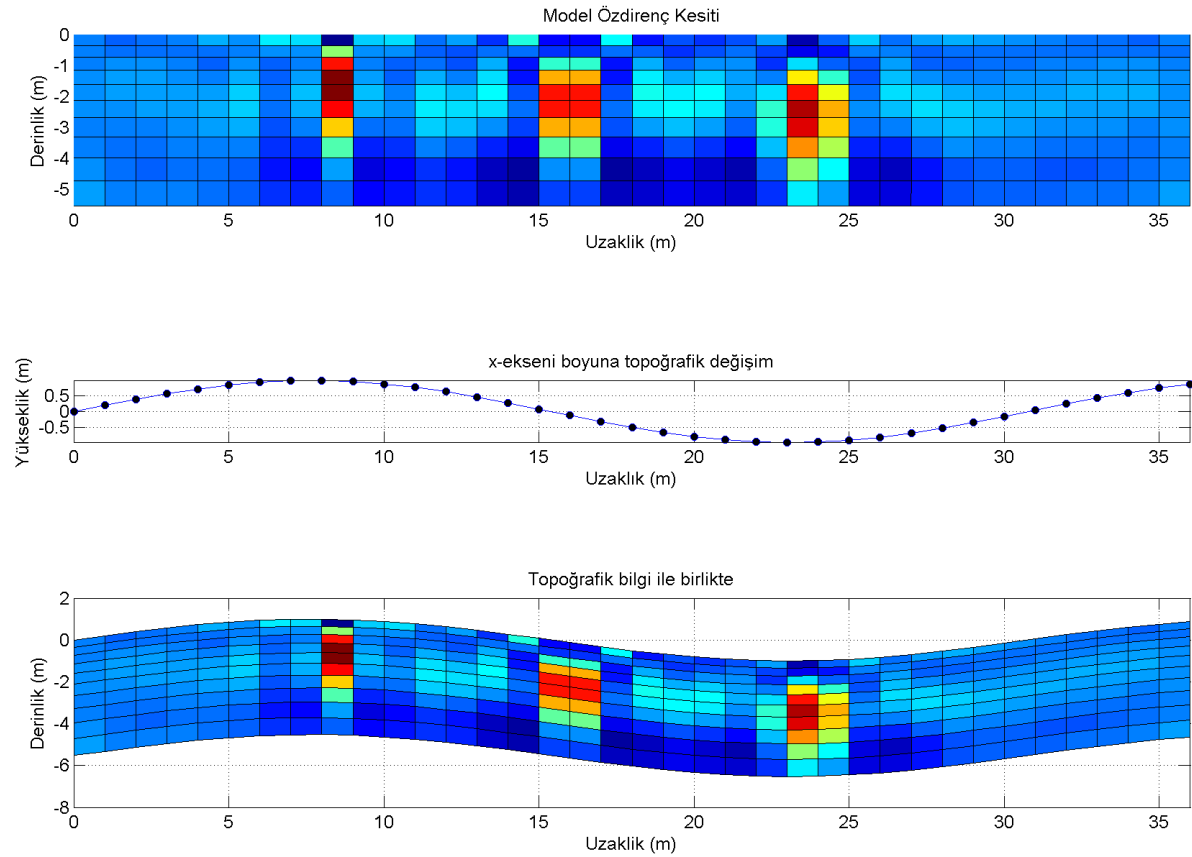 Model Özdirenç Kesiti
0
-1
-2
-3
-4
-5
Derinlik (m)
0 5 10 15 20 25 30 35
Uzaklik (m)
x-ekseni boyuna topoğrafik değişim
0.5
0
-0.5
Yükseklik (m)
0 5 10 15 20 25 30 35
Uzaklık (m)
Topoğrafik bilgi ile birlikte
2
0
-2
-4
-6
-8
Derinlik (m)
0 5 10 15 20 25 30 35
Uzaklik (m)